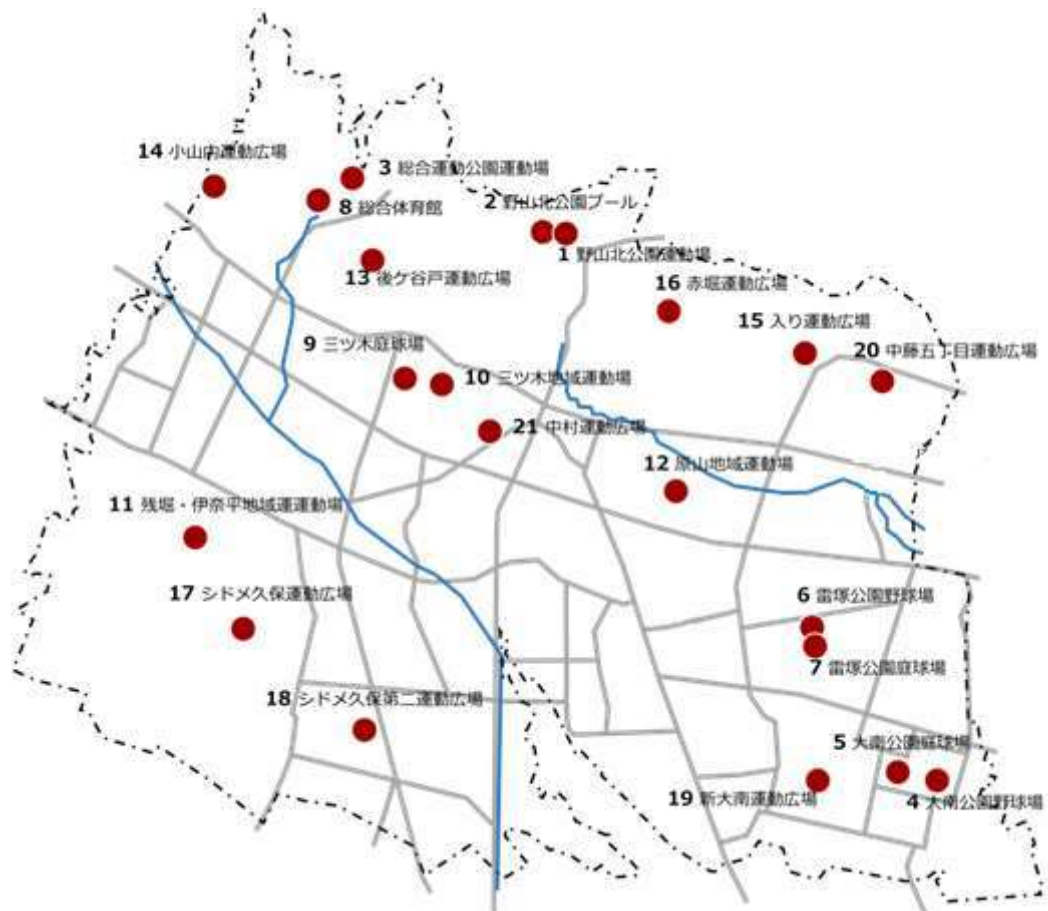 14 小山内運動広場
3 総合運動公園運動場
8 総合体育館
2 野山北公園プール
1 野山北公園運動場
13 後ケ谷戸運動広場
16 赤堀運動広場
15 入り運動広場
20 中藤五丁目運動広場
9 三ツ木庭球場
10 三ツ木地域運動場
21 中村運動広場
12 原山地域運動場
11 残堀・伊奈平地域運運動場
17 シドメ久保運動広場
6 雷塚公園野球場
7 雷塚公園庭球場
18 シドメ久保第二運動広場
5 大南公園庭球場
19 新大南運動広場
4 大南公園野球場